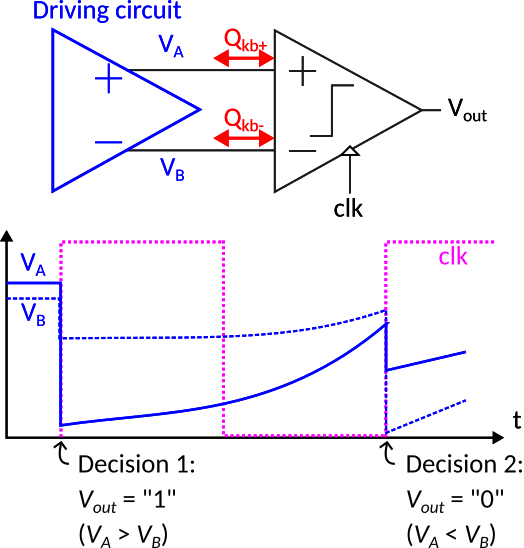 Driving circuit
V_A
Q_kb+
+
+
V_out
Q_kb-
−
−
V_B
clk
V_A
clk
V_B
t
Decision 1:
V_out = "1"
(V_A > V_B)
Decision 2:
V_out = "0"
(V_A < V_B)